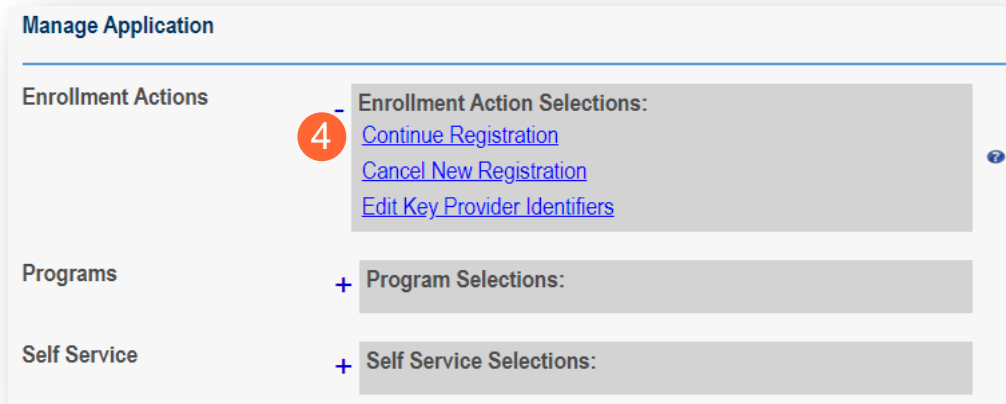 Manage Application
Enrollment Actions
- Enrollment Action Selections:
4 Continue Registration
Cancel New Registration
Edit Key Provider Identifiers
?
Programs
+ Program Selections:
Self Service
+ Self Service Selections: